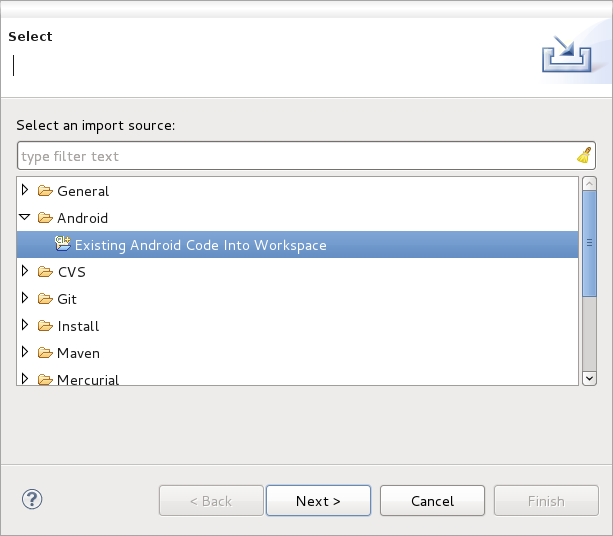 Select
Select an import source:
type filter text
General
Android
Existing Android Code Into Workspace
CVS
Git
Install
Maven
Mercurial
< Back
Next >
Cancel
Finish